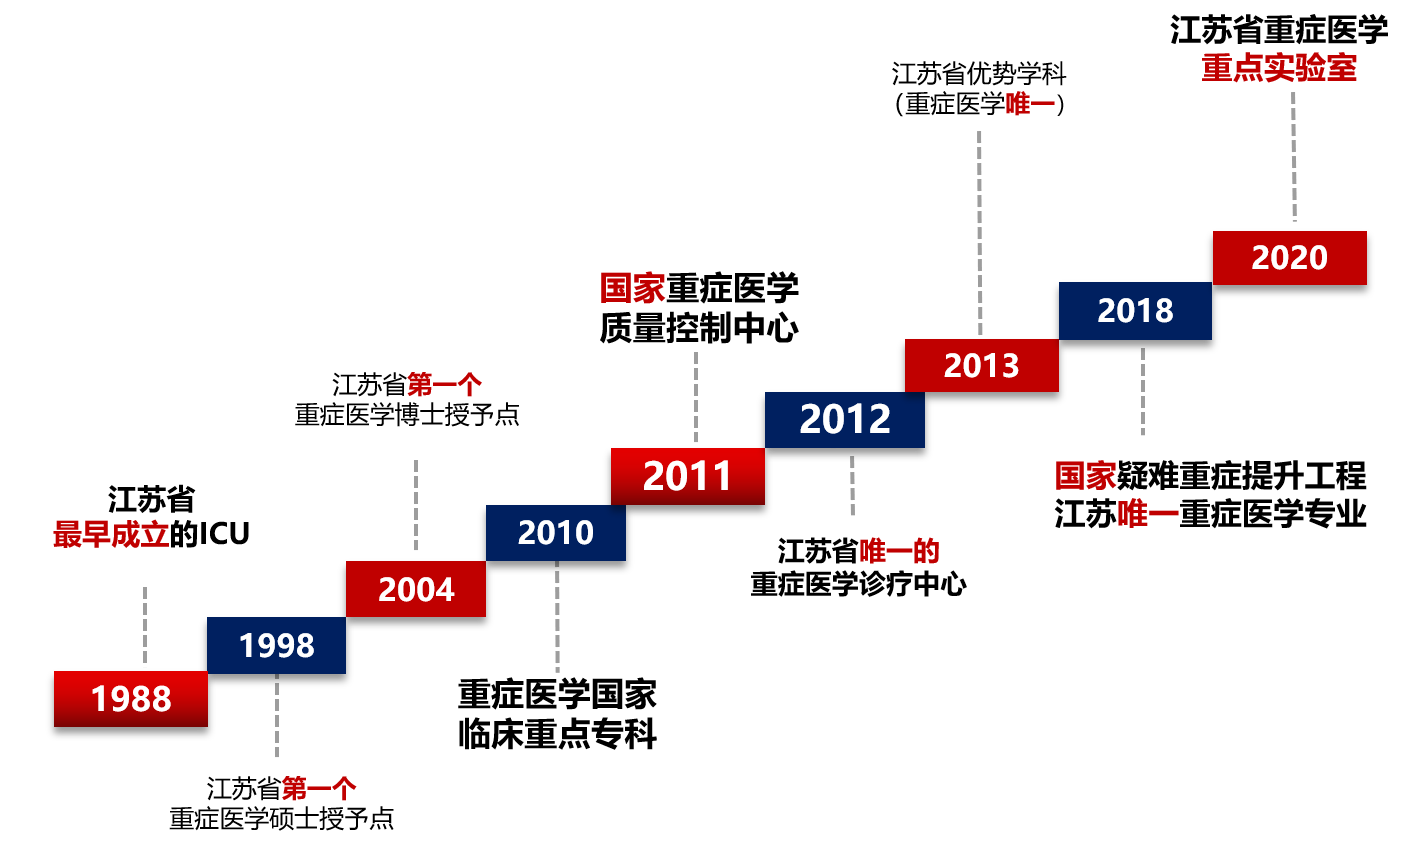 江苏省重症医学
重点实验室
江苏省优势学科
（重症医学唯一）
2020
国家重症医学
质量控制中心
2018
2013
江苏省第一个
重症医学博士授予点
2012
2011
国家疑难重症提升工程
江苏唯一重症医学专业
江苏省
最早成立的ICU
2010
江苏省唯一的
重症医学诊疗中心
2004
1998
1988
重症医学国家
临床重点专科
江苏省第一个
重症医学硕士授予点